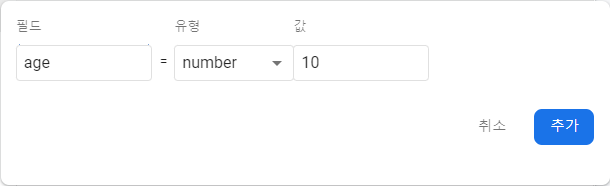 필드 유형 값
age = number 10
취소 추가